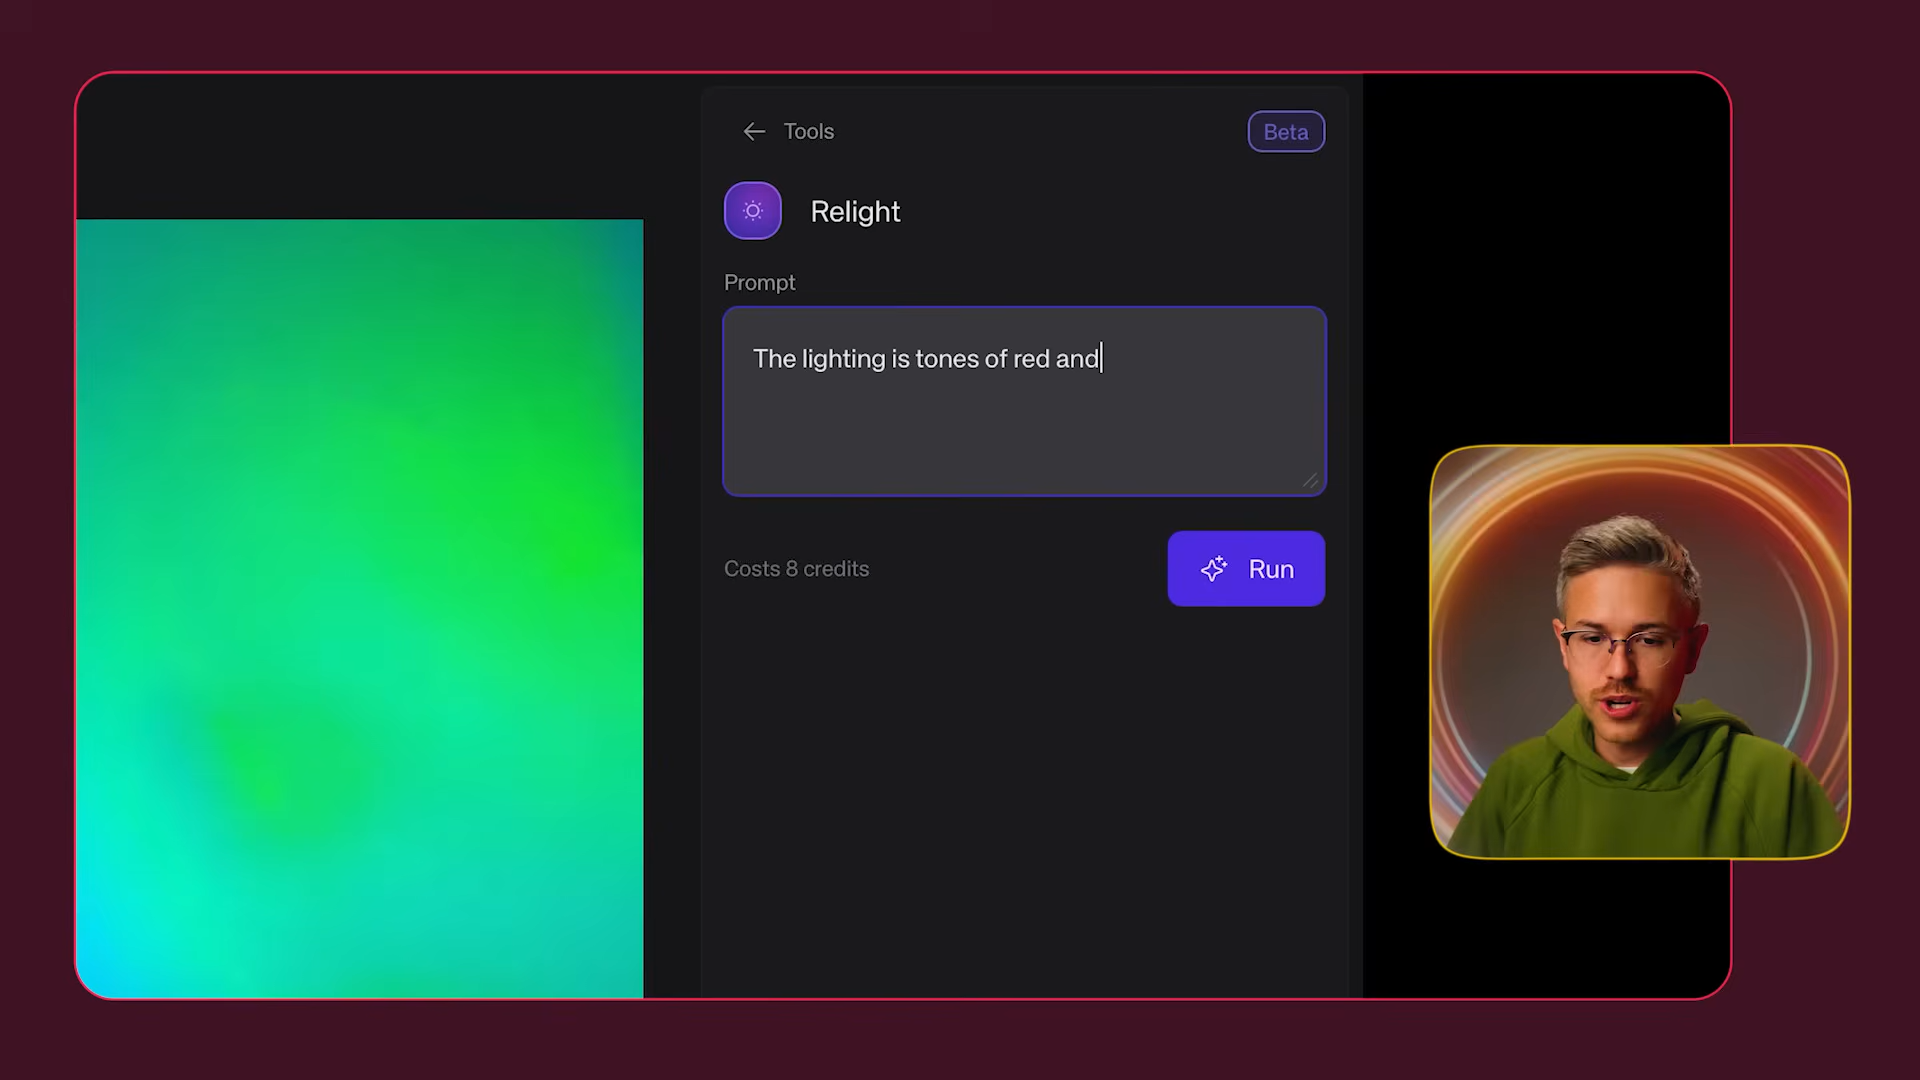 Tools
Beta
Relight
Prompt
The lighting is tones of red and
Costs 8 credits
Run